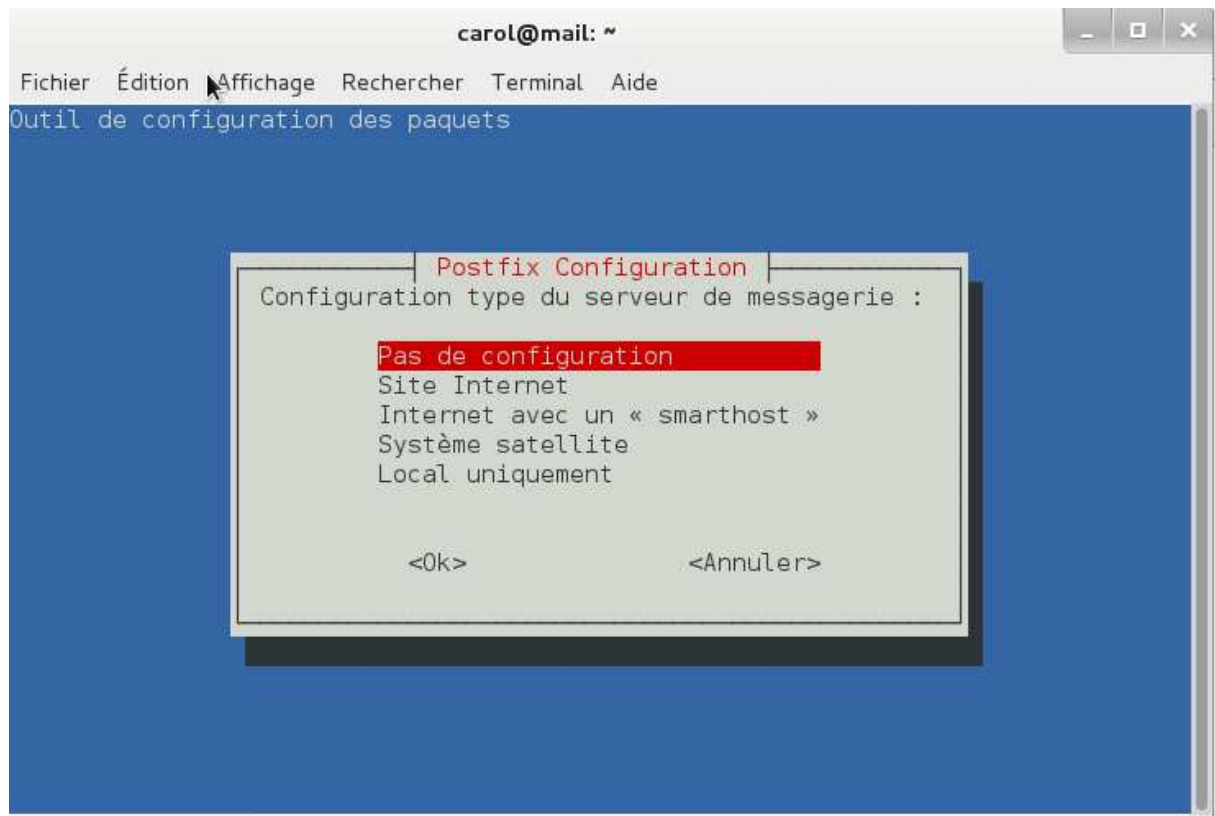 carol@mail: ~
Fichier Édition Affichage Rechercher Terminal Aide
Outil de configuration des paquets
Postfix Configuration
Configuration type du serveur de messagerie :
Pas de configuration
Site Internet
Internet avec un « smarthost »
Système satellite
Local uniquement
<Ok> <Annuler>